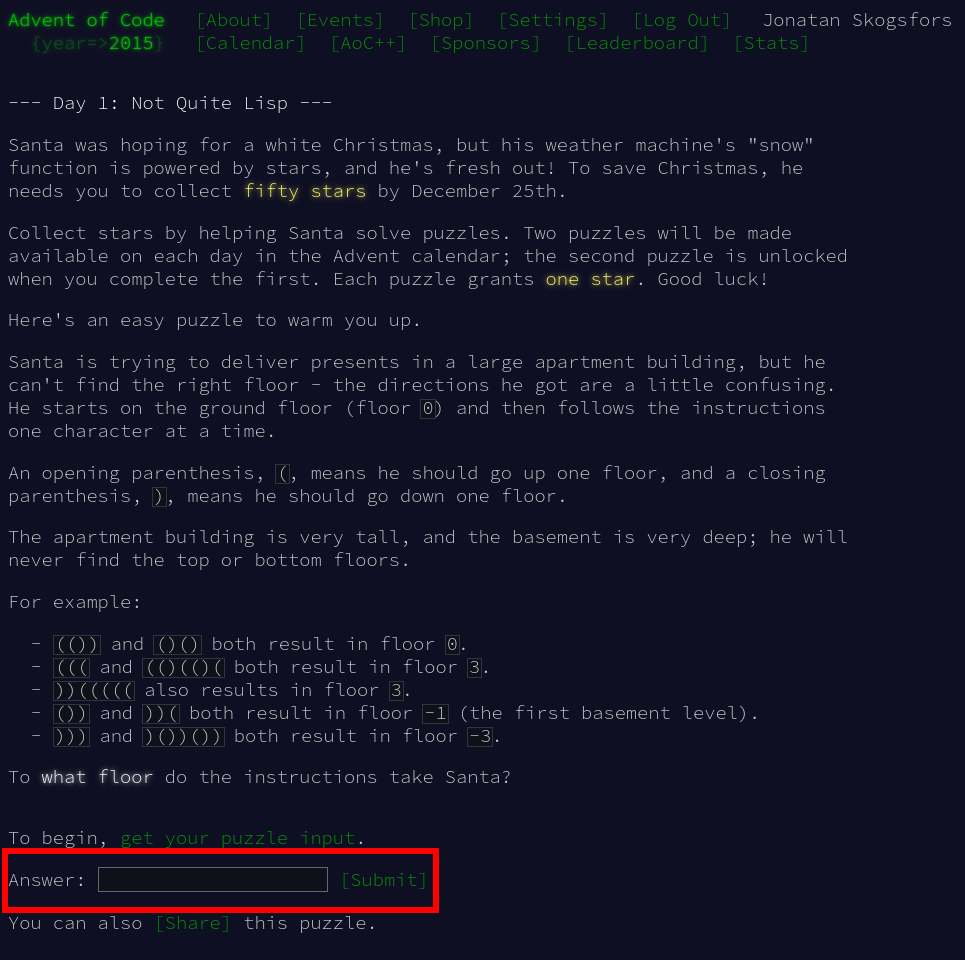 Advent of Code [About] [Events] [Shop] [Settings] [Log Out] Jonatan Skogsfors
{year=>2015} [Calendar] [AoC++] [Sponsors] [Leaderboard] [Stats]
--- Day 1: Not Quite Lisp ---
Santa was hoping for a white Christmas, but his weather machine's "snow"
function is powered by stars, and he's fresh out! To save Christmas, he
needs you to collect fifty stars by December 25th.
Collect stars by helping Santa solve puzzles. Two puzzles will be made
available on each day in the Advent calendar; the second puzzle is unlocked
when you complete the first. Each puzzle grants one star. Good luck!
Here's an easy puzzle to warm you up.
Santa is trying to deliver presents in a large apartment building, but he
can't find the right floor - the directions he got are a little confusing.
He starts on the ground floor (floor 0) and then follows the instructions
one character at a time.
An opening parenthesis, (, means he should go up one floor, and a closing
parenthesis, ), means he should go down one floor.
The apartment building is very tall, and the basement is very deep; he will
never find the top or bottom floors.
For example:
- (()) and ()() both result in floor 0.
- ((( and (()(()( both result in floor 3.
- ))((((( also results in floor 3.
- ()) and ))( both result in floor -1 (the first basement level).
- ))) and )())()) both result in floor -3.
To what floor do the instructions take Santa?
To begin, get your puzzle input.
Answer: [Submit]
You can also [Share] this puzzle.